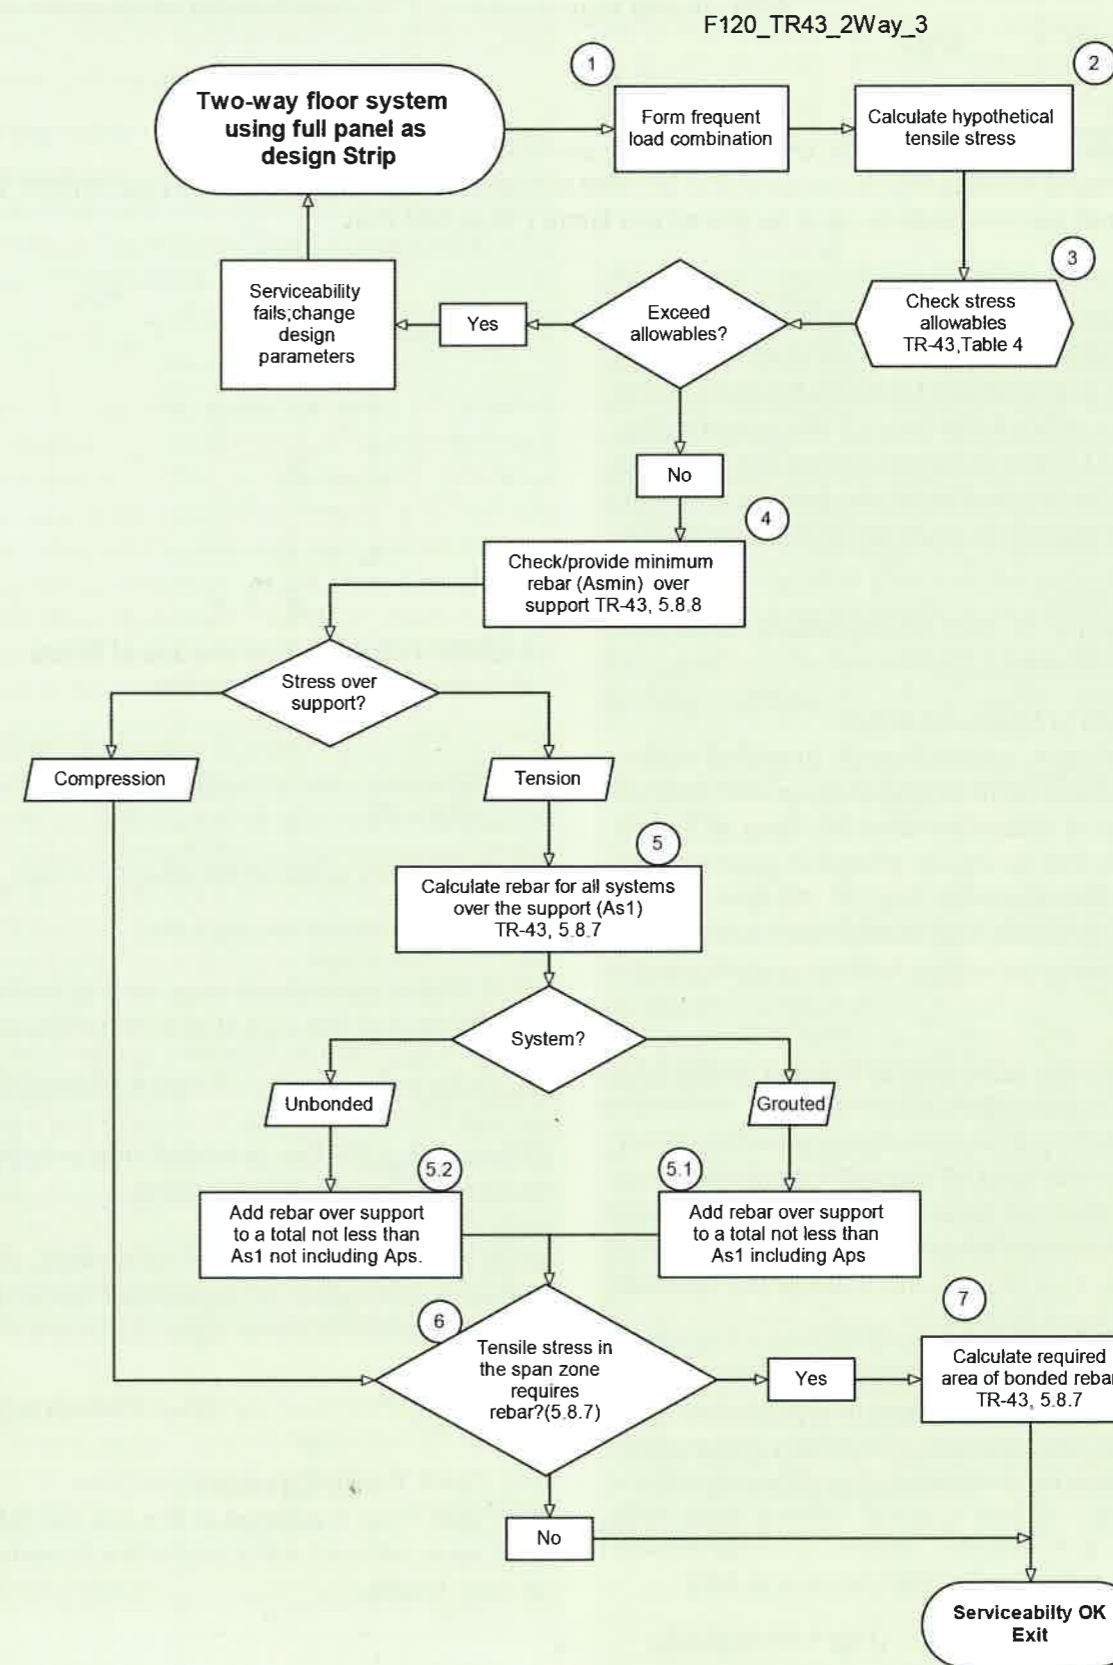 F120_TR43_2Way_3
1
2
Two-way floor system
using full panel as
design Strip
Form frequent
load combination
Calculate hypothetical
tensile stress
3
Serviceability
fails;change
design
parameters
Yes
Exceed
allowables?
Check stress
allowables
TR-43,Table 4
No
4
Check/provide minimum
rebar (Asmin) over
support TR-43, 5.8.8
Stress over
support?
Compression
Tension
5
Calculate rebar for all systems
over the support (As1)
TR-43, 5.8.7
System?
Unbonded
Grouted
5.2
5.1
Add rebar over support
to a total not less than
As1 not including Aps.
Add rebar over support
to a total not less than
As1 including Aps
6
7
Tensile stress in
the span zone
requires
rebar?(5.8.7)
Yes
Calculate required
area of bonded rebar
TR-43, 5.8.7
No
Serviceabilty OK
Exit